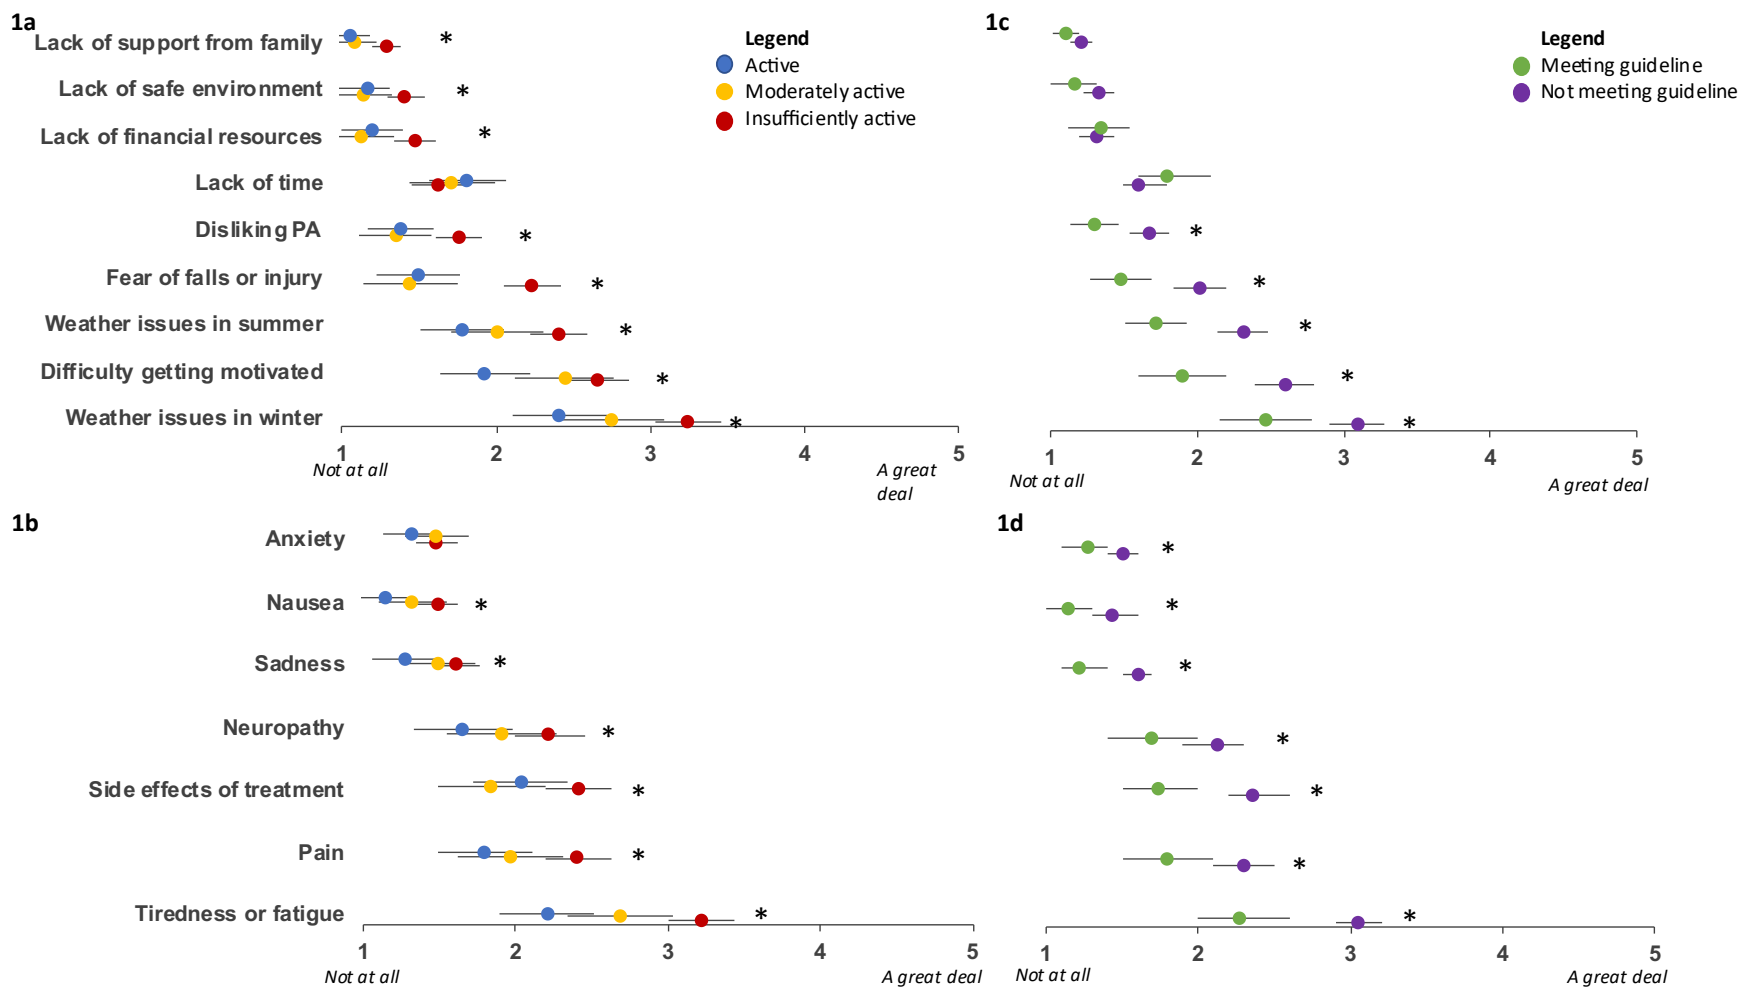 1a
Lack of support from family *
Lack of safe environment *
Lack of financial resources *
Lack of time
Disliking PA *
Fear of falls or injury *
Weather issues in summer *
Difficulty getting motivated *
Weather issues in winter *
1 2 3 4 5
Not at all
A great
deal
Legend
Active
Moderately active
Insufficiently active
1c
Legend
Meeting guideline
Not meeting guideline
*
*
*
*
*
1 2 3 4 5
Not at all
A great deal
1b
Anxiety
Nausea *
Sadness *
Neuropathy *
Side effects of treatment *
Pain *
Tiredness or fatigue *
1 2 3 4 5
Not at all
A great deal
1d
*
*
*
*
*
*
*
1 2 3 4 5
Not at all
A great deal